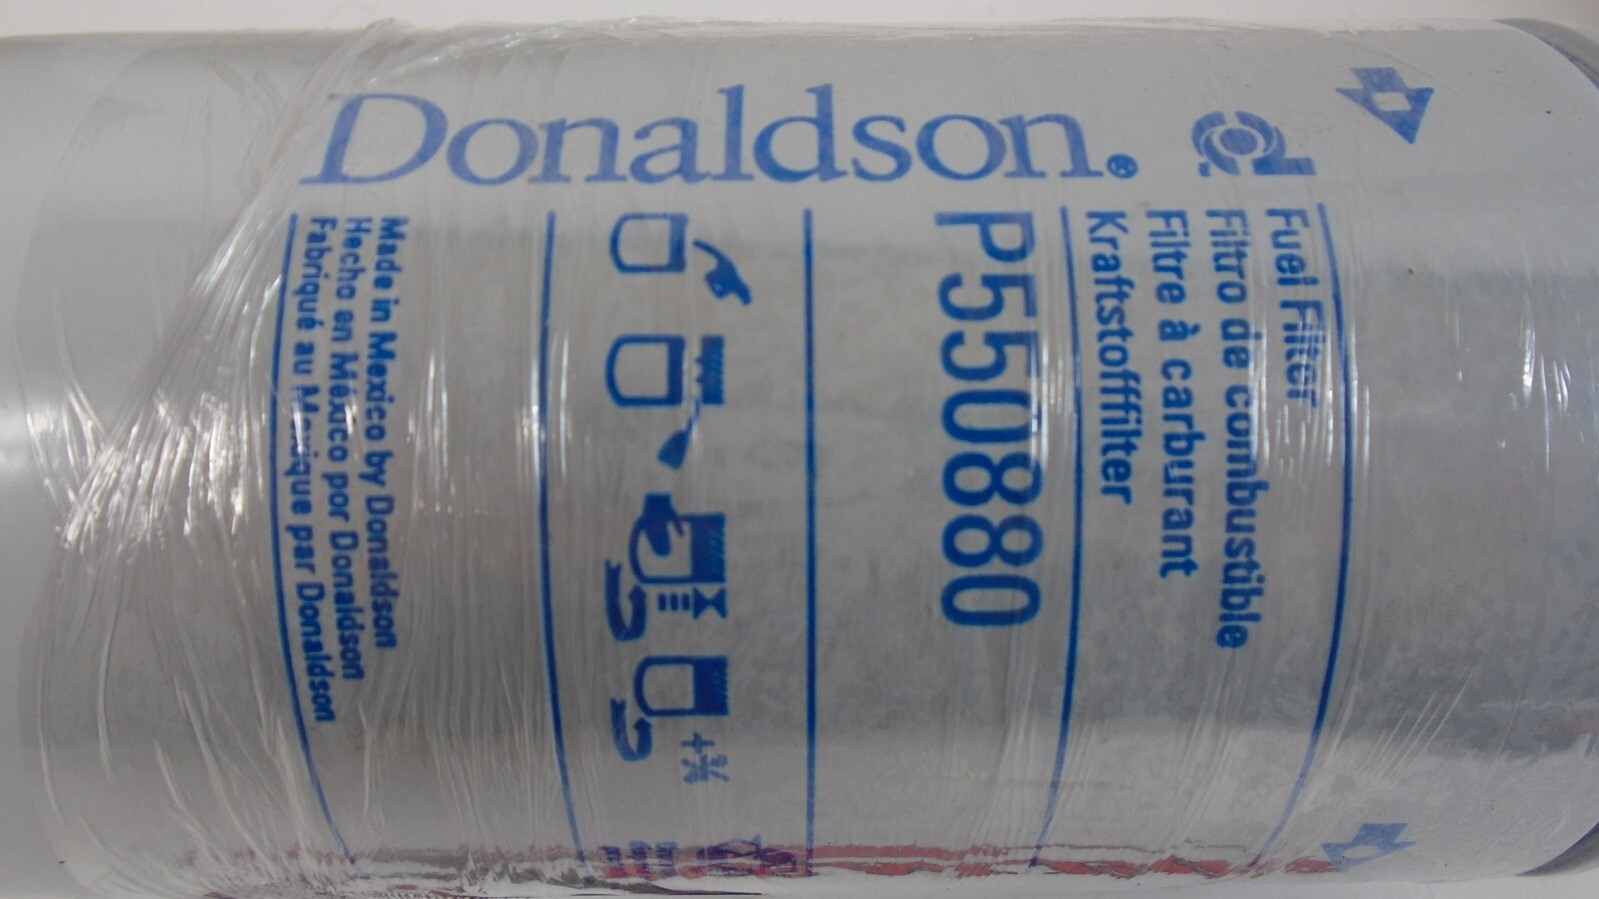 Donaldson®
Fuel Filter
Filtro de combustible
Filtre à carburant
Kraftstofffilter
P550880
Made in Mexico by Donaldson
Hecho en México por Donaldson
Fabriqué au Mexique par Donaldson